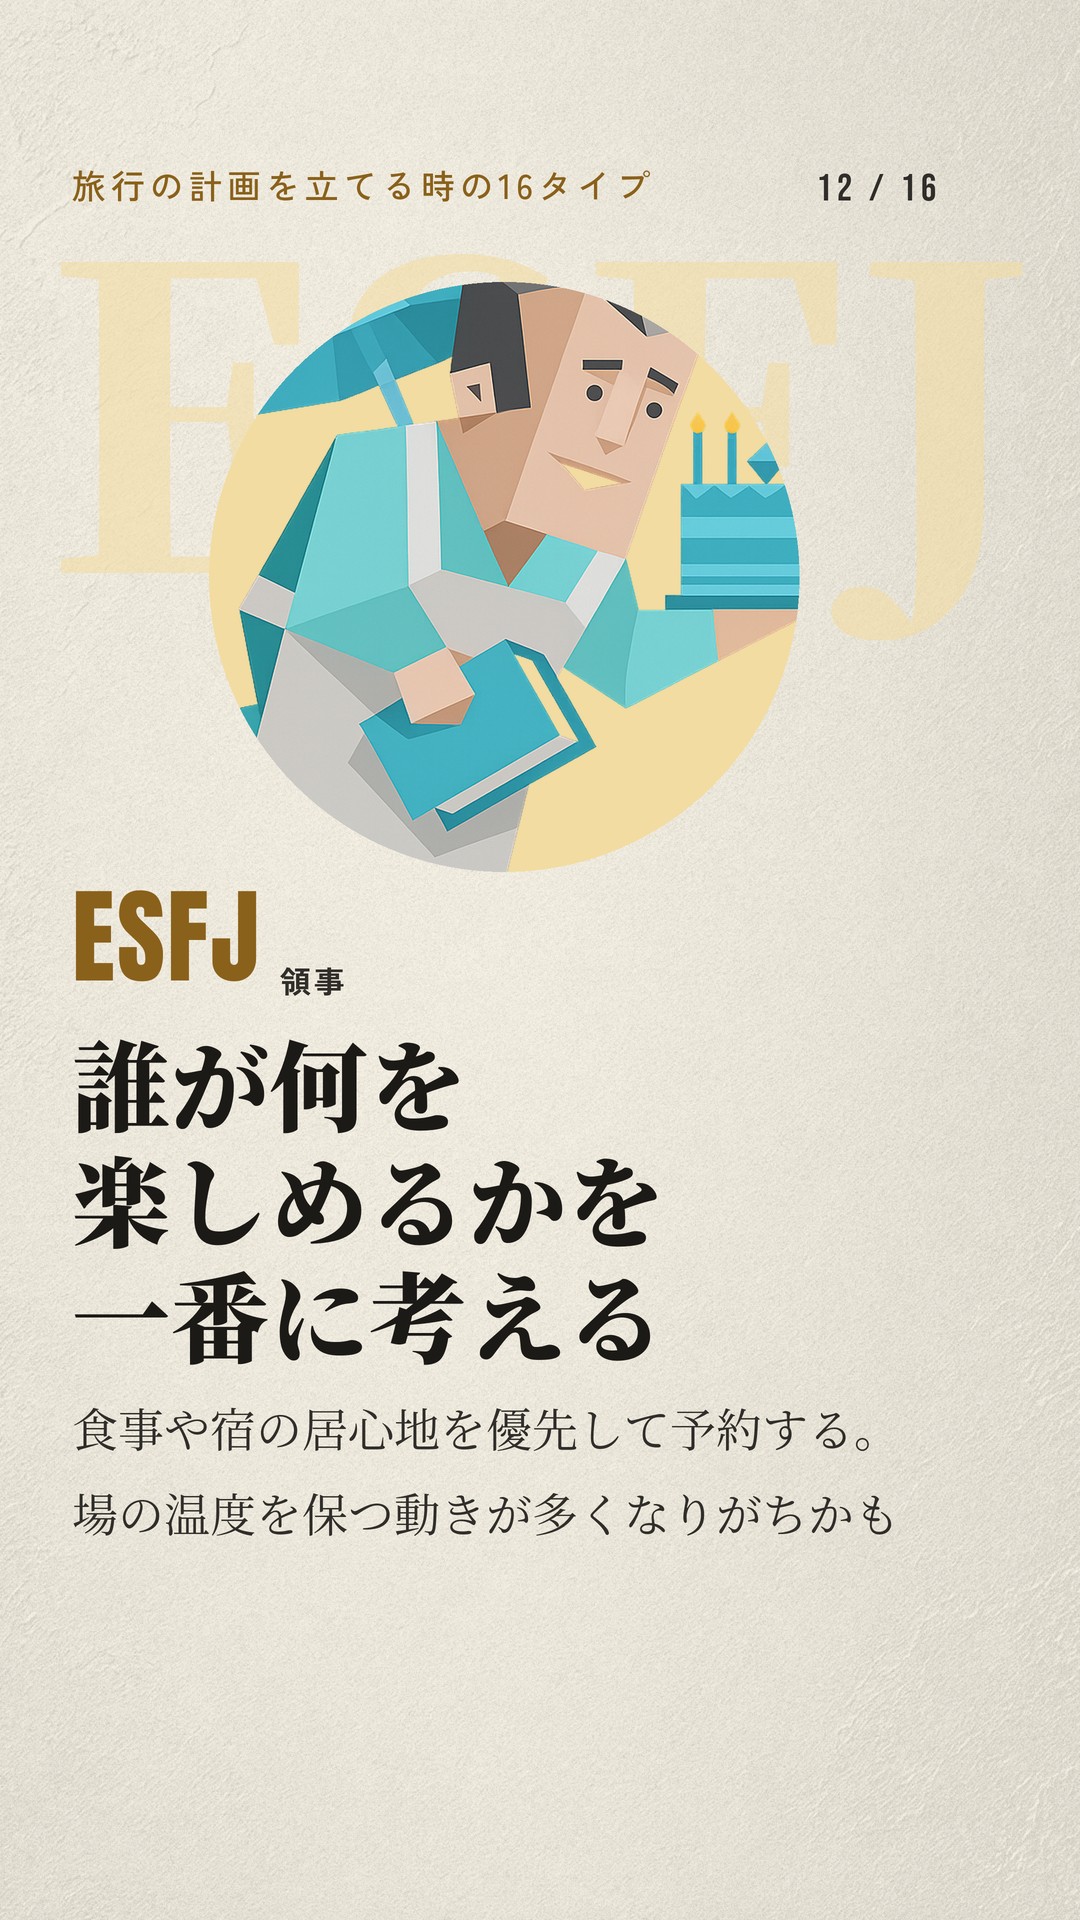 旅行の計画を立てる時の16タイプ
12 / 16
ESFJ
ESFJ 領事
誰が何を
楽しめるかを
一番に考える
食事や宿の居心地を優先して予約する。
場の温度を保つ動きが多くなりがちかも